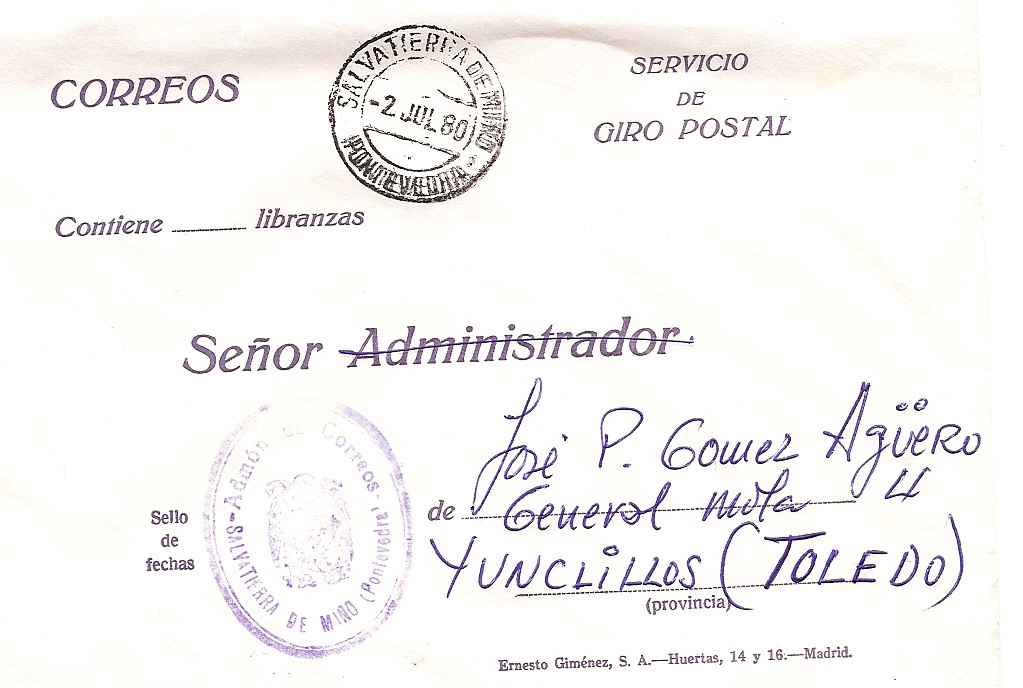 CORREOS
SALVATIERRA DE MIÑO
-2 JUL 80
PONTEVEDRA
SERVICIO
DE
GIRO POSTAL
Contiene libranzas
Señor Administrador
José P. Gomez Agüero
de General Mola 4
YUNCLILLOS (TOLEDO)
(provincia)
Sello
de
fechas
Admón de Correos
SALVATIERRA DE MIÑO (Pontevedra)
Ernesto Giménez, S. A.—Huertas, 14 y 16.—Madrid.